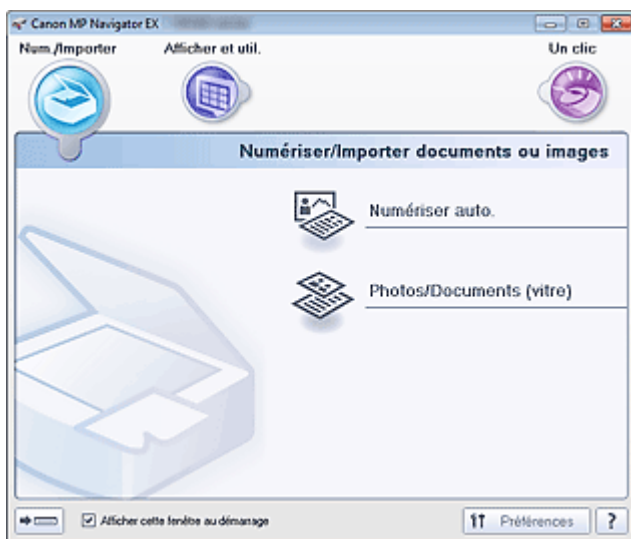 Canon MP Navigator EX
Num./Importer
Afficher et util.
Un clic
Numériser/Importer documents ou images
Numériser auto.
Photos/Documents (vitre)
Afficher cette fenêtre au démarrage
Préférences
?